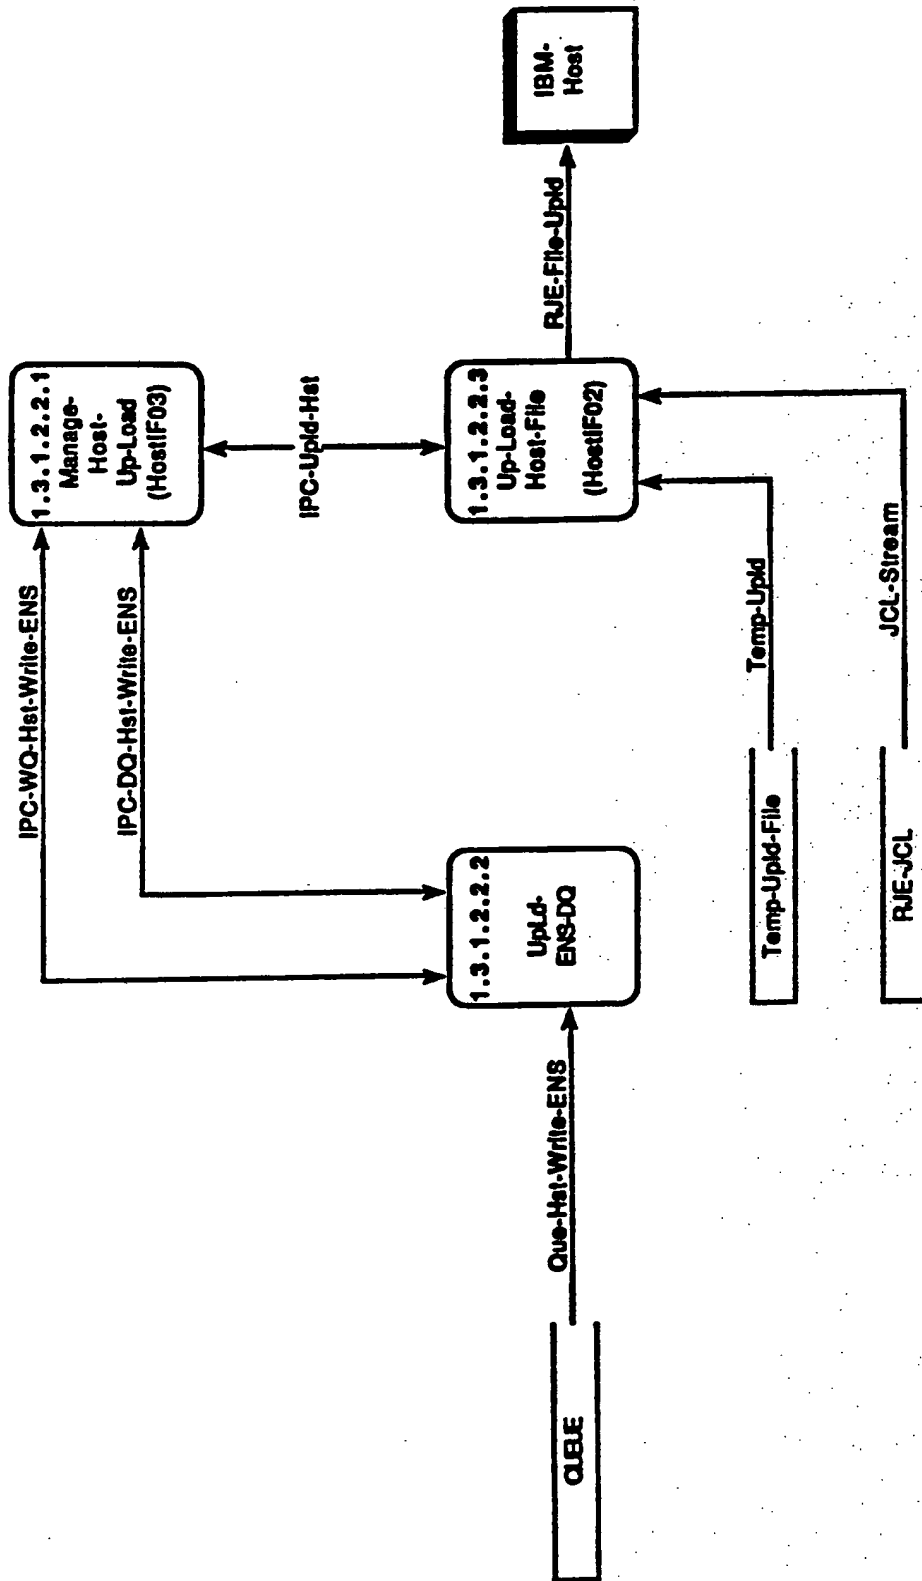 IPC-WQ-Hst-Write-ENS
IPC-DQ-Hst-Write-ENS
1.3.1.2.2.1
Manage-
Host-
Up-Load
(HostIF03)
IPC-Upld-Hst
Que-Hst-Write-ENS
QUEUE
1.3.1.2.2.2
UpLd-
ENS-DQ
1.3.1.2.2.3
Up-Load-
Host-File
(HostIF02)
RJE-File-Upld
IBM-
Host
Temp-Upld-File
Temp-Upld
RJE-JCL
JCL-Stream